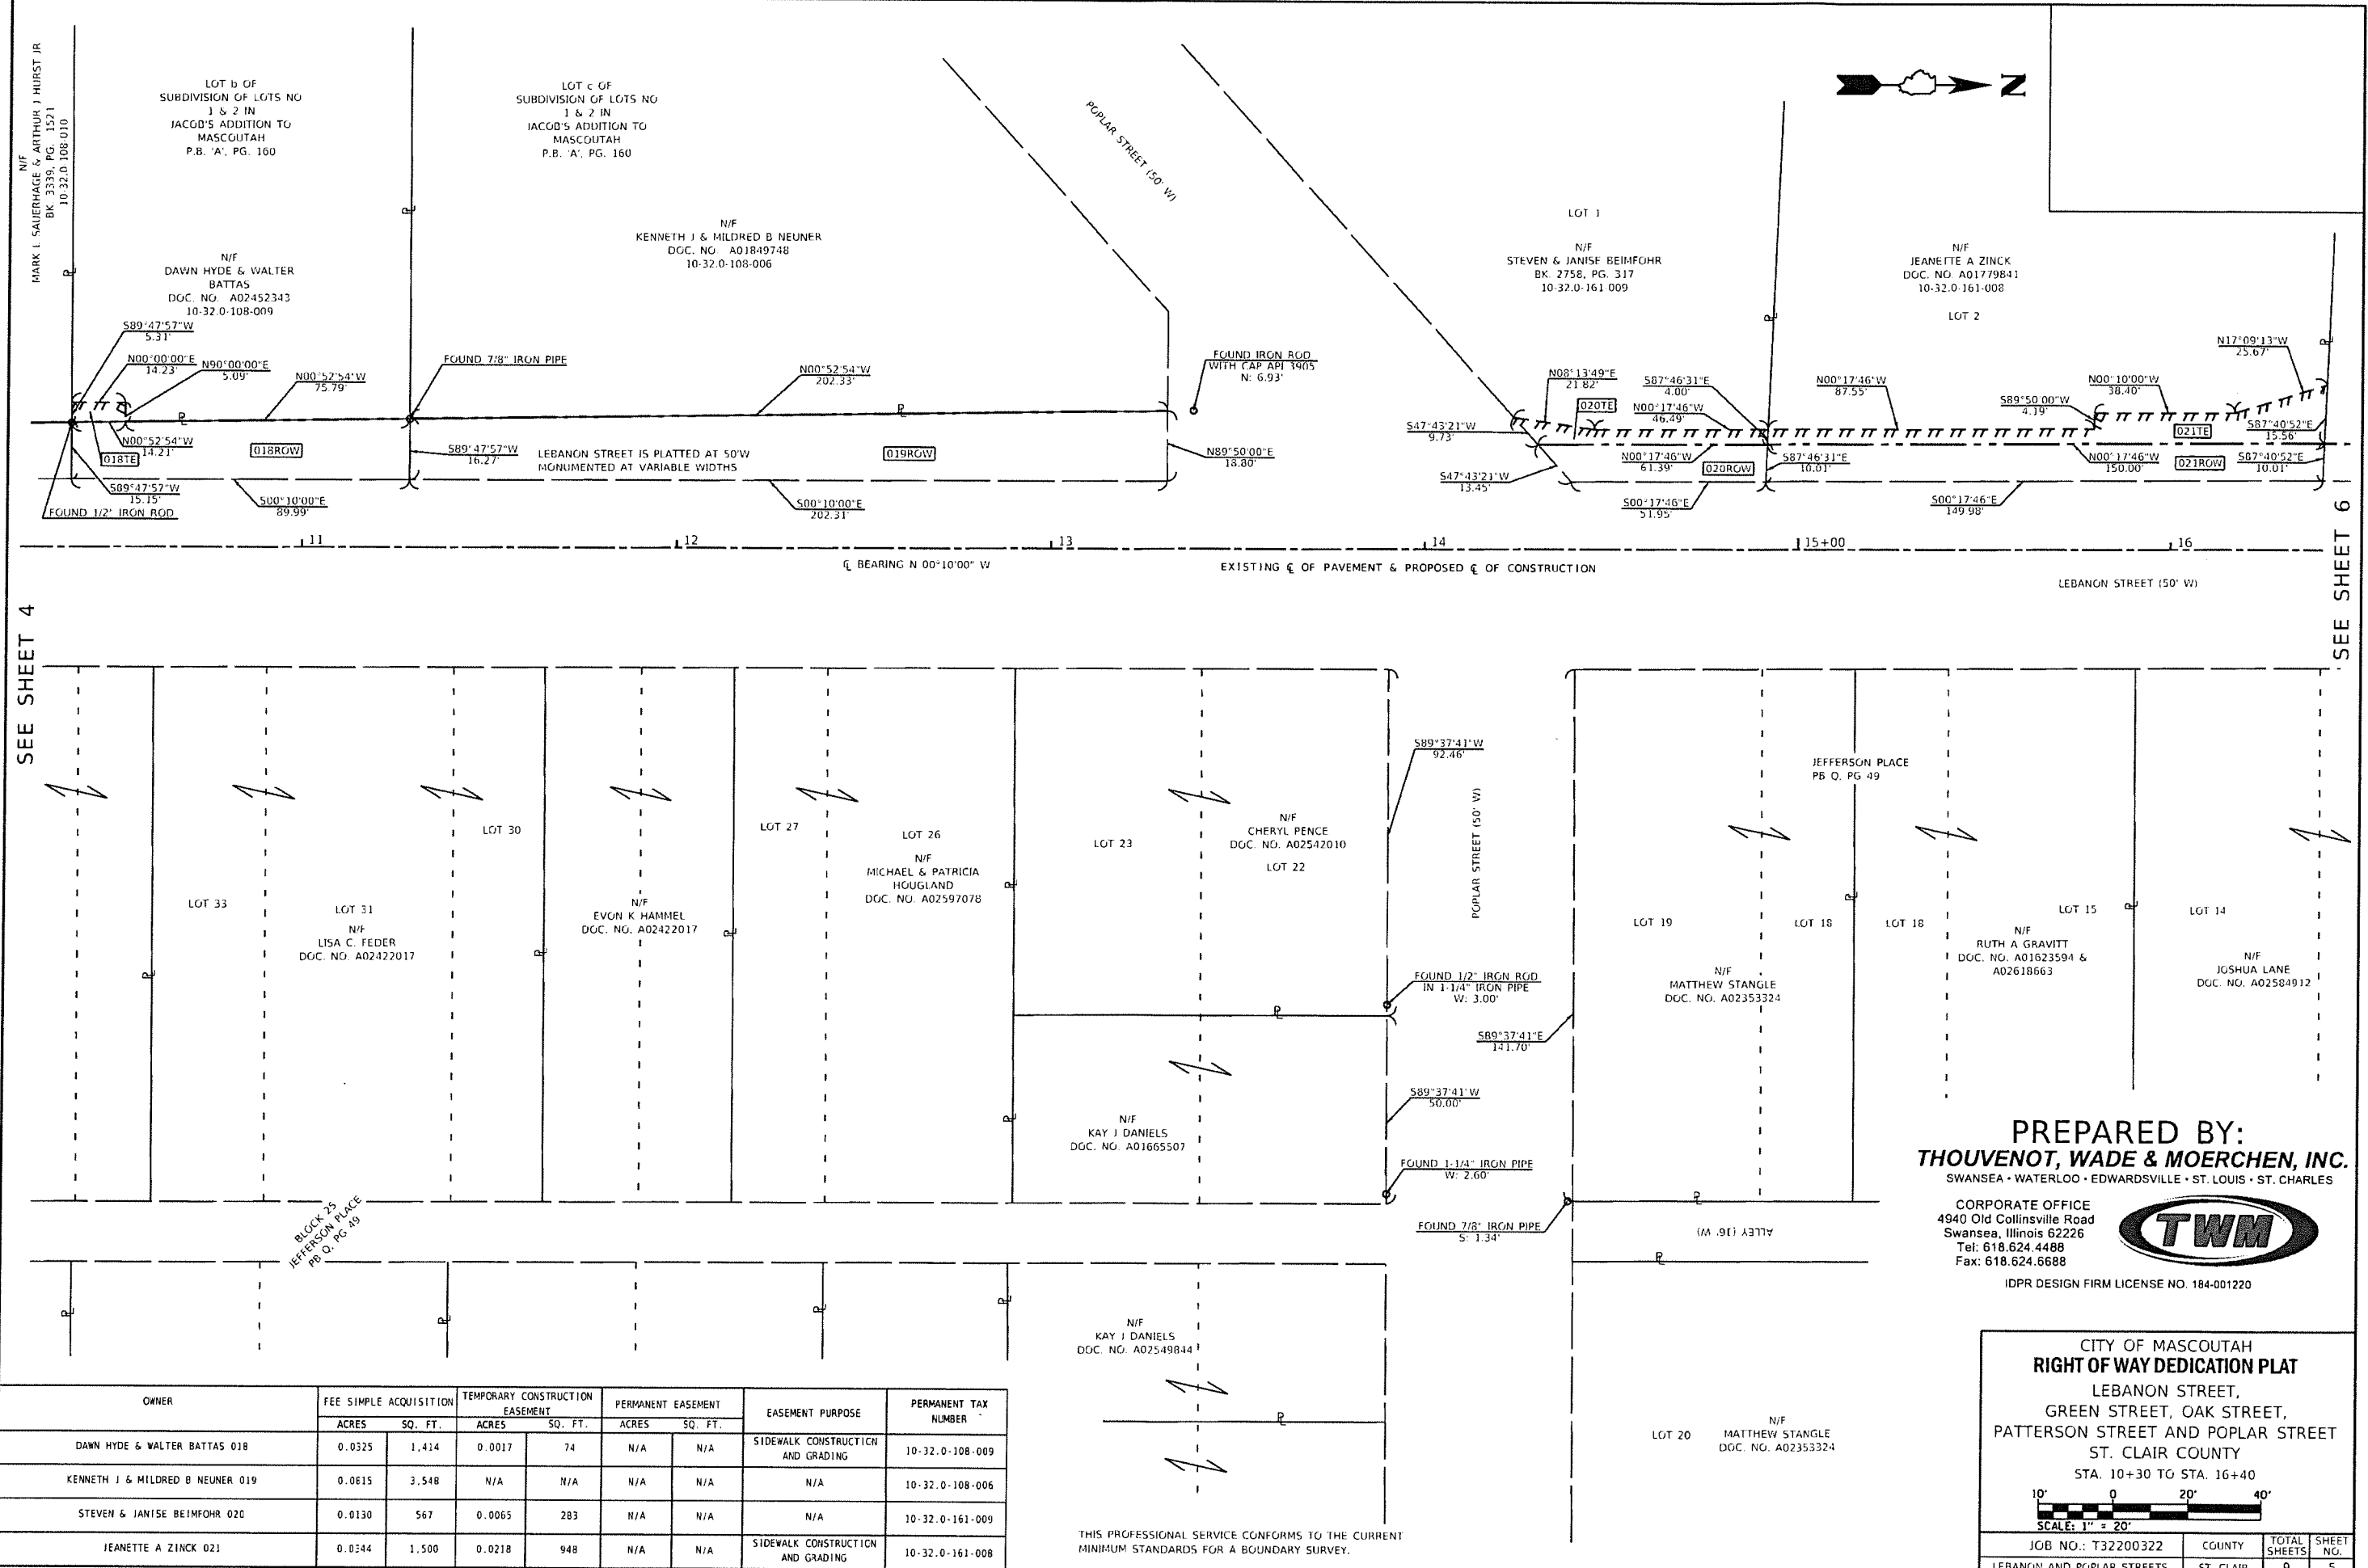 N/F
MARK L SAUERHAGE & ARTHUR J HURST JR
BK 3339, PG. 1521
10-32.0 108-010
LOT b OF
SUBDIVISION OF LOTS NO
1 & 2 IN
JACOB'S ADDITION TO
MASCOUTAH
P.B. 'A', PG. 160
LOT c OF
SUBDIVISION OF LOTS NO
1 & 2 IN
JACOB'S ADDITION TO
MASCOUTAH
P.B. 'A', PG. 160
POPLAR STREET (50' W)
N
N/F
DAWN HYDE & WALTER
BATTAS
DOC. NO. A02452343
10-32.0-108-009
N/F
KENNETH J & MILDRED B NEUNER
DOC. NO. A01849748
10-32.0-108-006
LOT 1
N/F
STEVEN & JANISE BEIMFOHR
BK. 2758, PG. 317
10-32.0-161-009
N/F
JEANETTE A ZINCK
DOC. NO. A01779841
10-32.0-161-008
LOT 2
S89°47'57"W
5.31'
N00°00'00"E
14.23'
N90°00'00"E
5.09'
N00°52'54"W
75.79'
FOUND 7/8" IRON PIPE
N00°52'54"W
202.33'
FOUND IRON ROD
WITH CAP API 3905
N: 6.93'
N08°13'49"E
21.82'
S87°46'31"E
4.00'
N00°17'46"W
46.49'
N00°17'46"W
87.55'
N00°10'00"W
38.40'
N17°09'13"W
25.67'
S89°50'00"W
4.19'
020TE
021TE
S87°40'52"E
15.56'
S47°43'21"W
9.73'
N00°52'54"W
14.21'
018TE
018ROW
S89°47'57"W
16.27'
LEBANON STREET IS PLATTED AT 50'W
MONUMENTED AT VARIABLE WIDTHS
019ROW
N89°50'00"E
18.80'
S47°43'21"W
13.45'
N00°17'46"W
61.39'
020ROW
S87°46'31"E
10.01'
N00°17'46"W
150.00'
021ROW
S87°40'52"E
10.01'
S89°47'57"W
15.15'
FOUND 1/2" IRON ROD
S00°10'00"E
89.99'
S00°10'00"E
202.31'
S00°17'46"E
51.95'
S00°17'46"E
149.98'
11
12
13
14
15+00
16
℄ BEARING N 00°10'00" W
EXISTING ℄ OF PAVEMENT & PROPOSED ℄ OF CONSTRUCTION
LEBANON STREET (50' W)
SEE SHEET 4
SEE SHEET 6
S89°37'41"W
92.46'
POPLAR STREET (50' W)
JEFFERSON PLACE
PB Q, PG 49
LOT 33
LOT 31
N/F
LISA C. FEDER
DOC. NO. A02422017
LOT 30
N/F
EVON K HAMMEL
DOC. NO. A02422017
LOT 27
LOT 26
N/F
MICHAEL & PATRICIA
HOUGLAND
DOC. NO. A02597078
LOT 23
N/F
CHERYL PENCE
DOC. NO. A02542010
LOT 22
LOT 19
N/F
MATTHEW STANGLE
DOC. NO. A02353324
LOT 18
LOT 18
LOT 15
N/F
RUTH A GRAVITT
DOC. NO. A01623594 &
A02618663
LOT 14
N/F
JOSHUA LANE
DOC. NO. A02584912
FOUND 1/2" IRON ROD
IN 1-1/4" IRON PIPE
W: 3.00'
S89°37'41"E
141.70'
S89°37'41"W
50.00'
N/F
KAY J DANIELS
DOC. NO. A01665507
FOUND 1-1/4" IRON PIPE
W: 2.60'
FOUND 7/8" IRON PIPE
S: 1.34'
ALLEY (16' W)
BLOCK 25
JEFFERSON PLACE
PB Q, PG 49
N/F
KAY J DANIELS
DOC. NO. A02549844
LOT 20
N/F
MATTHEW STANGLE
DOC. NO. A02353324
PREPARED BY:
THOUVENOT, WADE & MOERCHEN, INC.
SWANSEA • WATERLOO • EDWARDSVILLE • ST. LOUIS • ST. CHARLES
CORPORATE OFFICE
4940 Old Collinsville Road
Swansea, Illinois 62226
Tel: 618.624.4488
Fax: 618.624.6688
TWM
IDPR DESIGN FIRM LICENSE NO. 184-001220
OWNER FEE SIMPLE ACQUISITION TEMPORARY CONSTRUCTION EASEMENT PERMANENT EASEMENT EASEMENT PURPOSE PERMANENT TAX NUMBER
ACRES SQ. FT. ACRES SQ. FT. ACRES SQ. FT.
DAWN HYDE & WALTER BATTAS 018 0.0325 1,414 0.0017 74 N/A N/A SIDEWALK CONSTRUCTION AND GRADING 10-32.0-108-009
KENNETH J & MILDRED B NEUNER 019 0.0815 3,548 N/A N/A N/A N/A N/A 10-32.0-108-006
STEVEN & JANISE BEIMFOHR 020 0.0130 567 0.0065 283 N/A N/A N/A 10-32.0-161-009
JEANETTE A ZINCK 021 0.0344 1,500 0.0218 948 N/A N/A SIDEWALK CONSTRUCTION AND GRADING 10-32.0-161-008
THIS PROFESSIONAL SERVICE CONFORMS TO THE CURRENT
MINIMUM STANDARDS FOR A BOUNDARY SURVEY.
CITY OF MASCOUTAH
RIGHT OF WAY DEDICATION PLAT
LEBANON STREET,
GREEN STREET, OAK STREET,
PATTERSON STREET AND POPLAR STREET
ST. CLAIR COUNTY
STA. 10+30 TO STA. 16+40
10' 0 20' 40'
SCALE: 1" = 20'
JOB NO.: T32200322 COUNTY TOTAL SHEETS SHEET NO.
LEBANON AND POPLAR STREETS ST. CLAIR 9 5